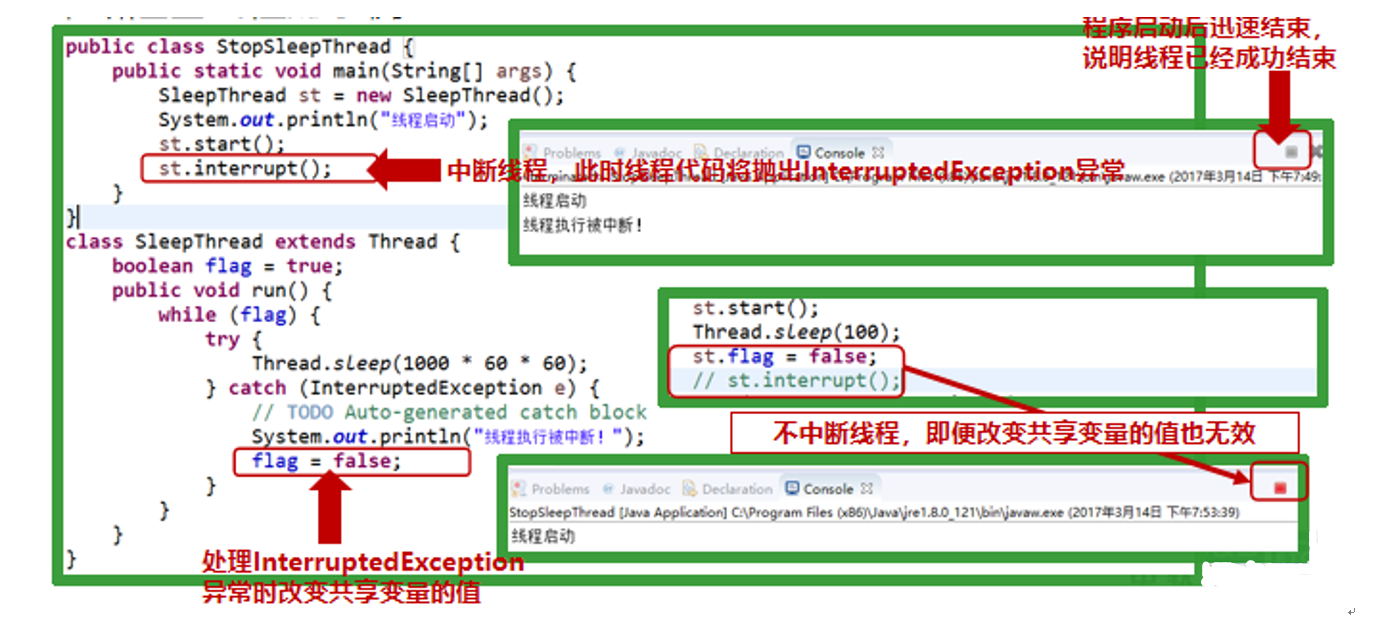 public class StopSleepThread {
public static void main(String[] args) {
SleepThread st = new SleepThread();
System.out.println("线程启动");
st.start();
st.interrupt();
}
}
class SleepThread extends Thread {
boolean flag = true;
public void run() {
while (flag) {
try {
Thread.sleep(1000 * 60 * 60);
} catch (InterruptedException e) {
// TODO Auto-generated catch block
System.out.println("线程执行被中断! ");
flag = false;
}
}
}
}
处理InterruptedException
异常时改变共享变量的值
程序启动后迅速结束，
说明线程已经成功结束
Problems Javadoc Declaration Console
中断线程，此时线程代码将抛出InterruptedException异常
javaw.exe (2017年3月14日 下午7:49:
线程启动
线程执行被中断!
st.start();
Thread.sleep(100);
st.flag = false;
// st.interrupt();
不中断线程，即便改变共享变量的值也无效
Problems Javadoc Declaration Console
StopSleepThread [Java Application] C:\Program Files (x86)\Java\jre1.8.0_121\bin\javaw.exe (2017年3月14日 下午7:53:39)
线程启动